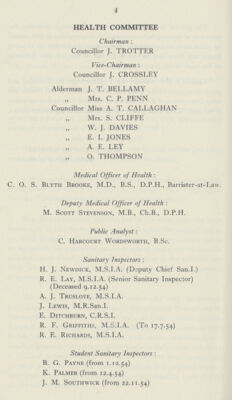 4
HEALTH COMMITTEE
Chairman :
Councillor J. TROTTER
Vice-Chairman :
Councillor J. CROSSLEY
Alderman J. T. BELLAMY
„ Mrs. C. P. PENN
Councillor Miss A. T. CALLAGHAN
„ Mrs. S. CLIFFE
„ W. J. DAVIES
„ E. I. JONES
„ A. E. LEY
„ O. THOMPSON
Medical Officer of Health :
C. O. S. BLYTH BROOKE, M.D., B.S., D.P.H., Barrister-at-Law.
Deputy Medical Officer of Health :
M. SCOTT STEVENSON, M.B., Ch.B., D.P.H.
Public Analyst :
C. HARCOURT WORDSWORTH, B.Sc.
Sanitary Inspectors :
H. J. NEWDICK, M.S.I.A. (Deputy Chief San.I.)
R. E. LAY, M.S.I.A. (Senior Sanitary Inspector)
(Deceased 9.12.54)
A. J. TRUSLOVE, M.S.I.A.
J. LEWIS, M.R.San.I.
E. DITCHBURN, C.R.S.I.
R. F. GRIFFITHS, M.S.I.A. (To 17-7-54)
R. E. RICHARDS, M.S.I.A.
Student Sanitary Inspectors :
B. G. PAYNE (from 1.12.54)
K. PALMER (from 12.4.54)
J. M. SOUTHWICK (from 22.11.54)